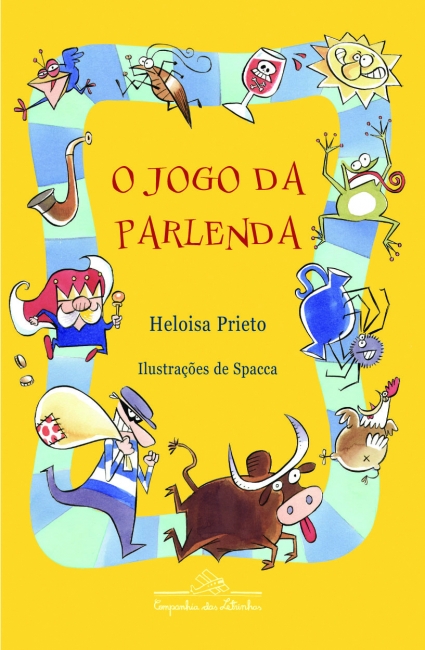 O JOGO DA
PARLENDA
Heloisa Prieto
Ilustrações de Spacca
Companhia das Letrinhas